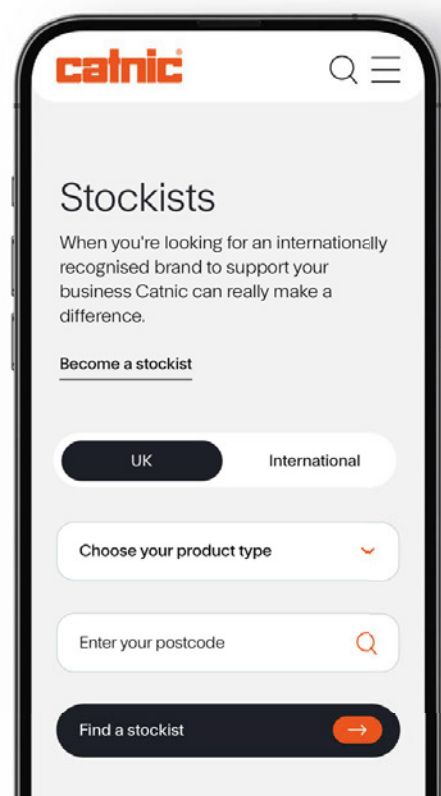 catnic
Stockists
When you're looking for an internationally
recognised brand to support your
business Catnic can really make a
difference.
Become a stockist
UK International
Choose your product type
Enter your postcode
Find a stockist